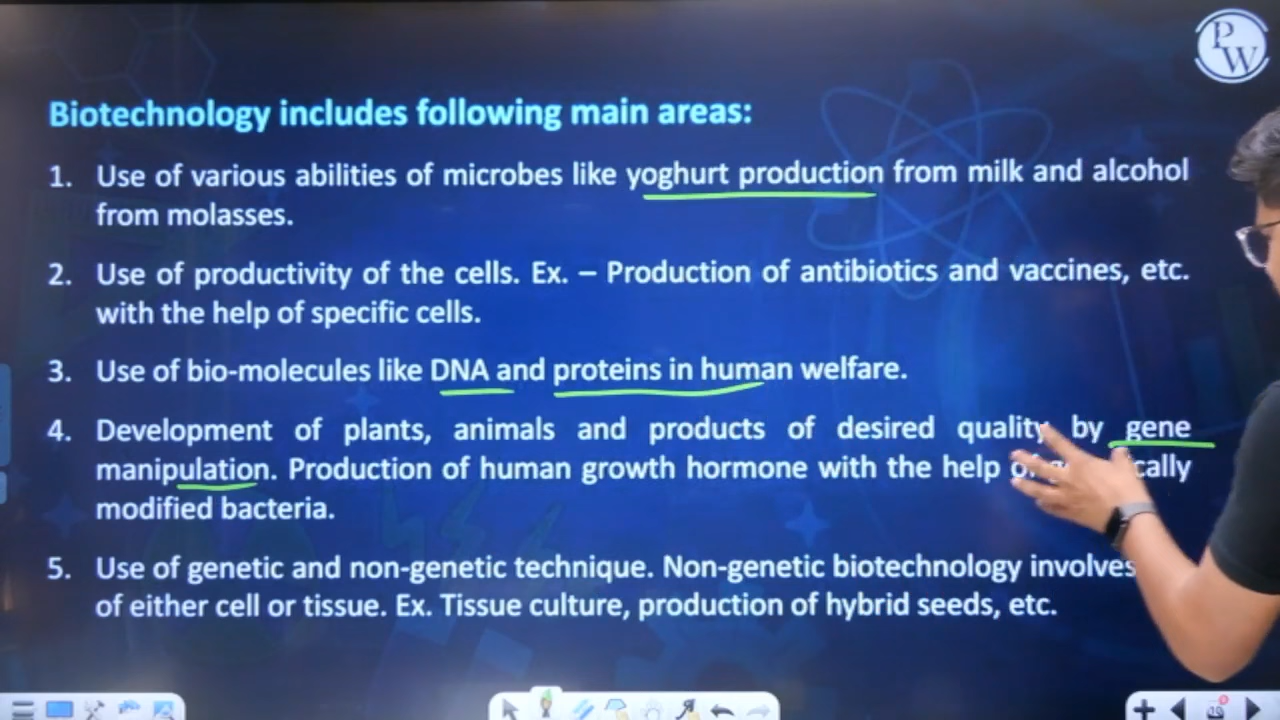 PW
Biotechnology includes following main areas:
1. Use of various abilities of microbes like yoghurt production from milk and alcohol
from molasses.
2. Use of productivity of the cells. Ex. – Production of antibiotics and vaccines, etc.
with the help of specific cells.
3. Use of bio-molecules like DNA and proteins in human welfare.
4. Development of plants, animals and products of desired quality by gene
manipulation. Production of human growth hormone with the help
modified bacteria.
5. Use of genetic and non-genetic technique. Non-genetic biotechnology involves
of either cell or tissue. Ex. Tissue culture, production of hybrid seeds, etc.